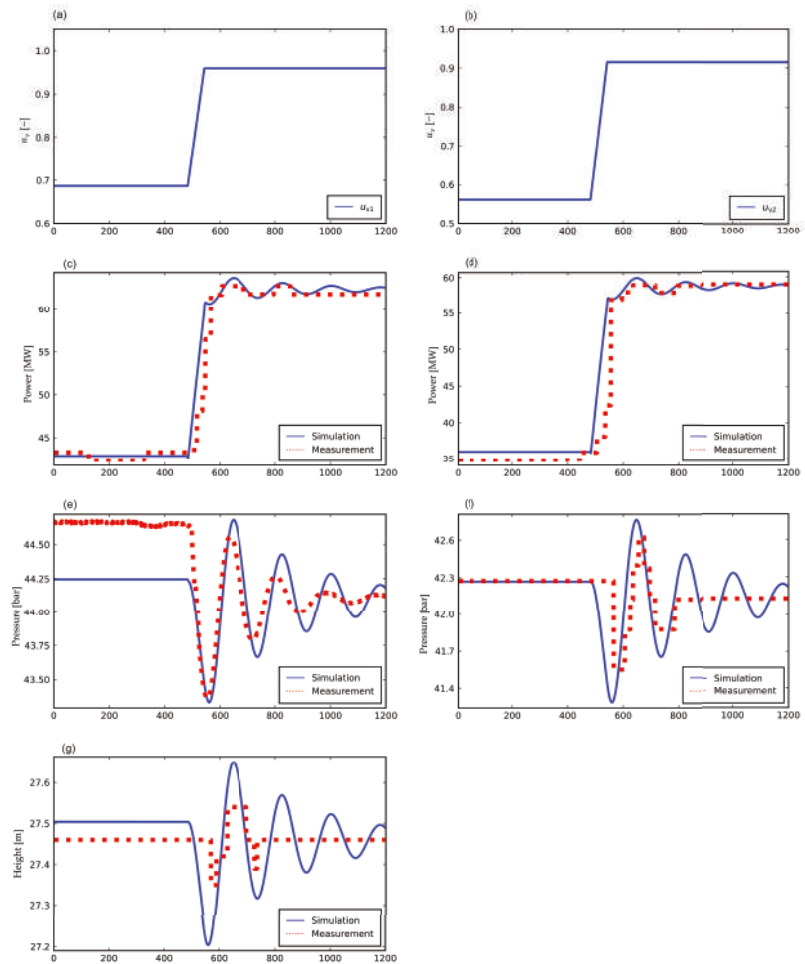 (a)
(b)
1.0
0.9
0.8
0.7
0.6
uᵥ [−]
u_v1
0 200 400 600 800 1000 1200
1.0
0.9
0.8
0.7
0.6
0.5
uᵥ [−]
u_v2
0 200 400 600 800 1000 1200
(c)
(d)
60
55
50
45
Power [MW]
Simulation
Measurement
0 200 400 600 800 1000 1200
60
55
50
45
40
35
Power [MW]
Simulation
Measurement
0 200 400 600 800 1000 1200
(e)
(f)
44.50
44.25
44.00
43.75
43.50
Pressure [bar]
Simulation
Measurement
0 200 400 600 800 1000 1200
42.6
42.3
42.0
41.7
41.4
Pressure [bar]
Simulation
Measurement
0 200 400 600 800 1000 1200
(g)
27.6
27.5
27.4
27.3
27.2
Height [m]
Simulation
Measurement
0 200 400 600 800 1000 1200